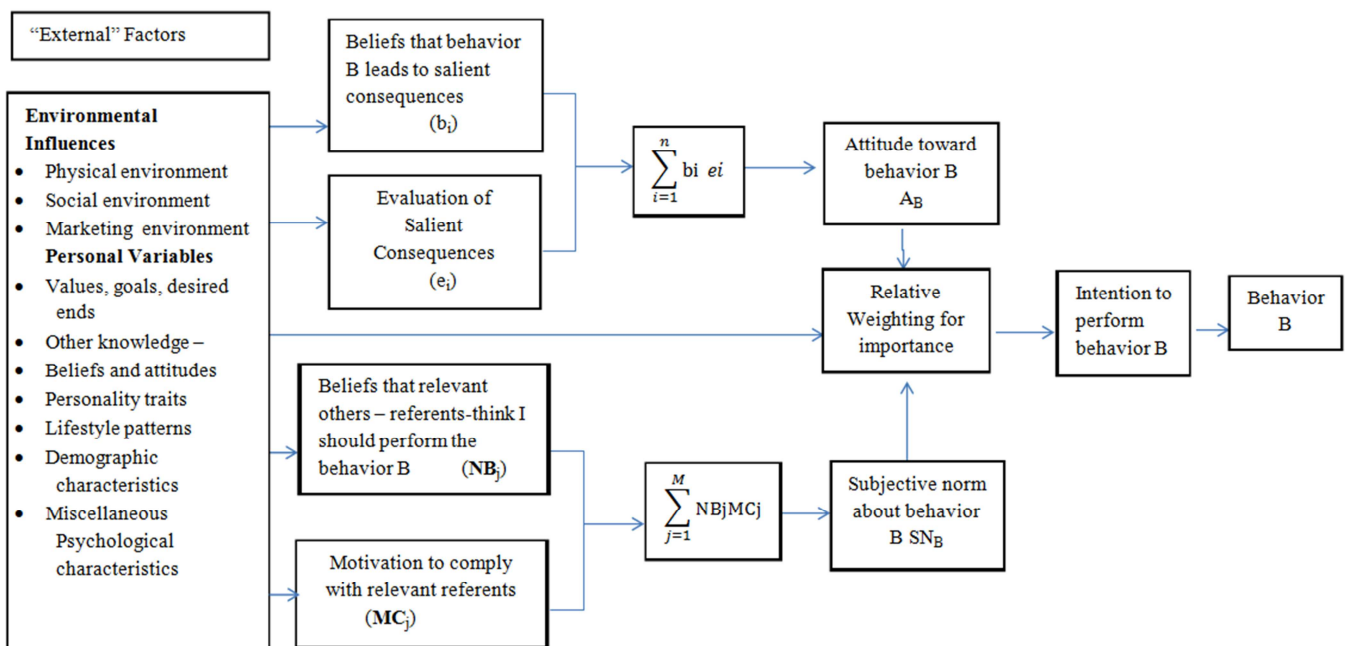 “External” Factors
Environmental
Influences
• Physical environment
• Social environment
• Marketing environment
Personal Variables
• Values, goals, desired
ends
• Other knowledge –
• Beliefs and attitudes
• Personality traits
• Lifestyle patterns
• Demographic
characteristics
• Miscellaneous
Psychological
characteristics
Beliefs that behavior
B leads to salient
consequences
(bᵢ)
Evaluation of
Salient
Consequences
(eᵢ)
Beliefs that relevant
others – referents-think I
should perform the
behavior B (NBⱼ)
Motivation to comply
with relevant referents
(MCⱼ)
n
∑ bi ei
i=1
M
∑ NBjMCj
j=1
Attitude toward
behavior B
A_B
Relative
Weighting for
importance
Subjective norm
about behavior
B SN_B
Intention to
perform
behavior B
Behavior
B